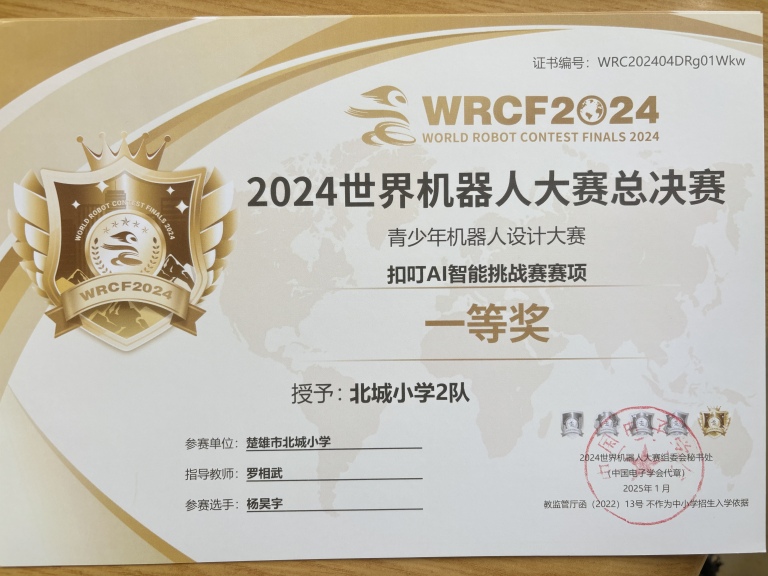 证书编号：WRC202404DRg01Wkw
WRCF2024
WORLD ROBOT CONTEST FINALS 2024
2024世界机器人大赛总决赛
青少年机器人设计大赛
扣叮AI智能挑战赛赛项
一等奖
WORLD ROBOT CONTEST FINALS 2024
WRCF2024
授予：北城小学2队
参赛单位：楚雄市北城小学
指导教师：罗相武
参赛选手：杨昊宇
2024世界机器人大赛组委会秘书处
（中国电子学会代章）
2025年1月
教监管厅函（2022）13号 不作为中小学招生入学依据